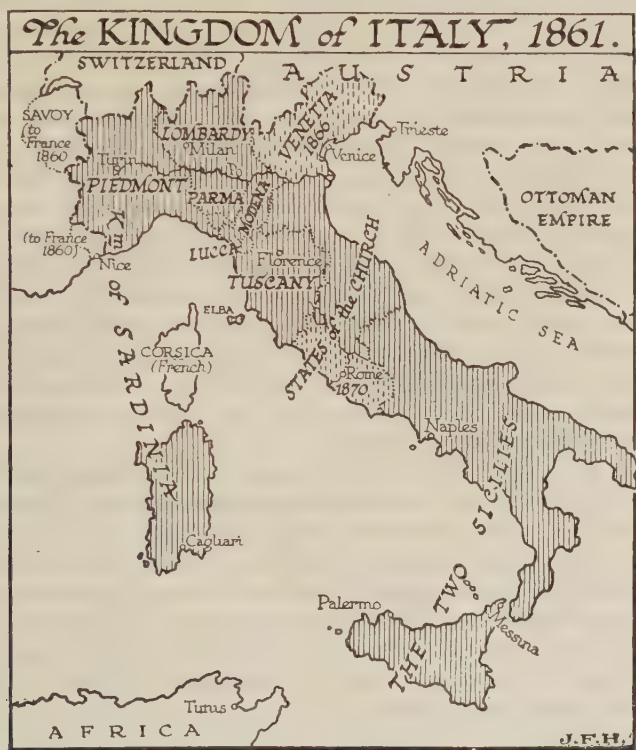 The KINGDOM of ITALY, 1861.
SWITZERLAND
AUSTRIA
SAVOY
(to
France
1860
LOMBARDY
Milan
VENETIA
1866
Venice
Trieste
Turin
PIEDMONT
PARMA
MODENA
OTTOMAN
EMPIRE
(to France
1860)
Nice
LUCCA
Florence
TUSCANY
STATES of the CHURCH
ADRIATIC SEA
Km of SARDINIA
ELBA
CORSICA
(French)
Rome
1870
Naples
Cagliari
THE TWO SICILIES
Palermo
Messina
Tunis
AFRICA
J.F.H.